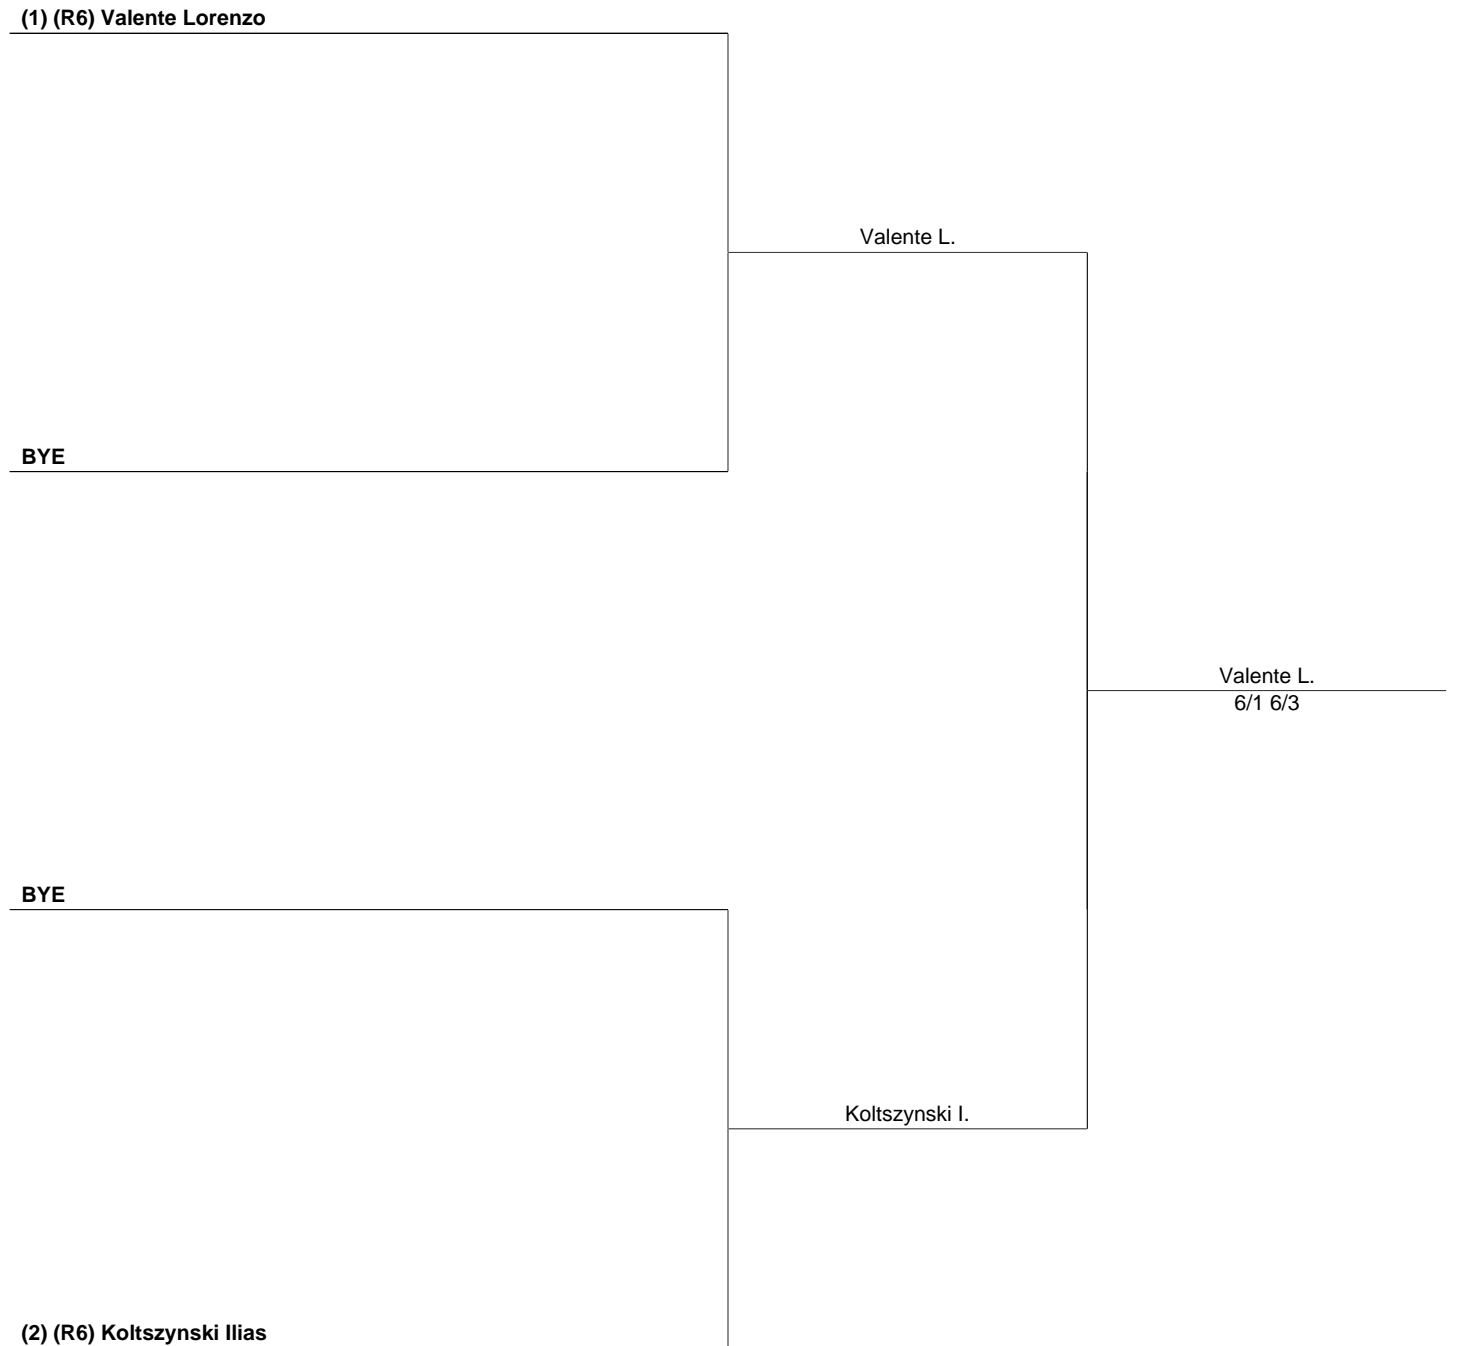 (1) (R6) Valente Lorenzo
Valente L.
BYE
Valente L.
6/1 6/3
BYE
Koltszynski I.
(2) (R6) Koltszynski Ilias